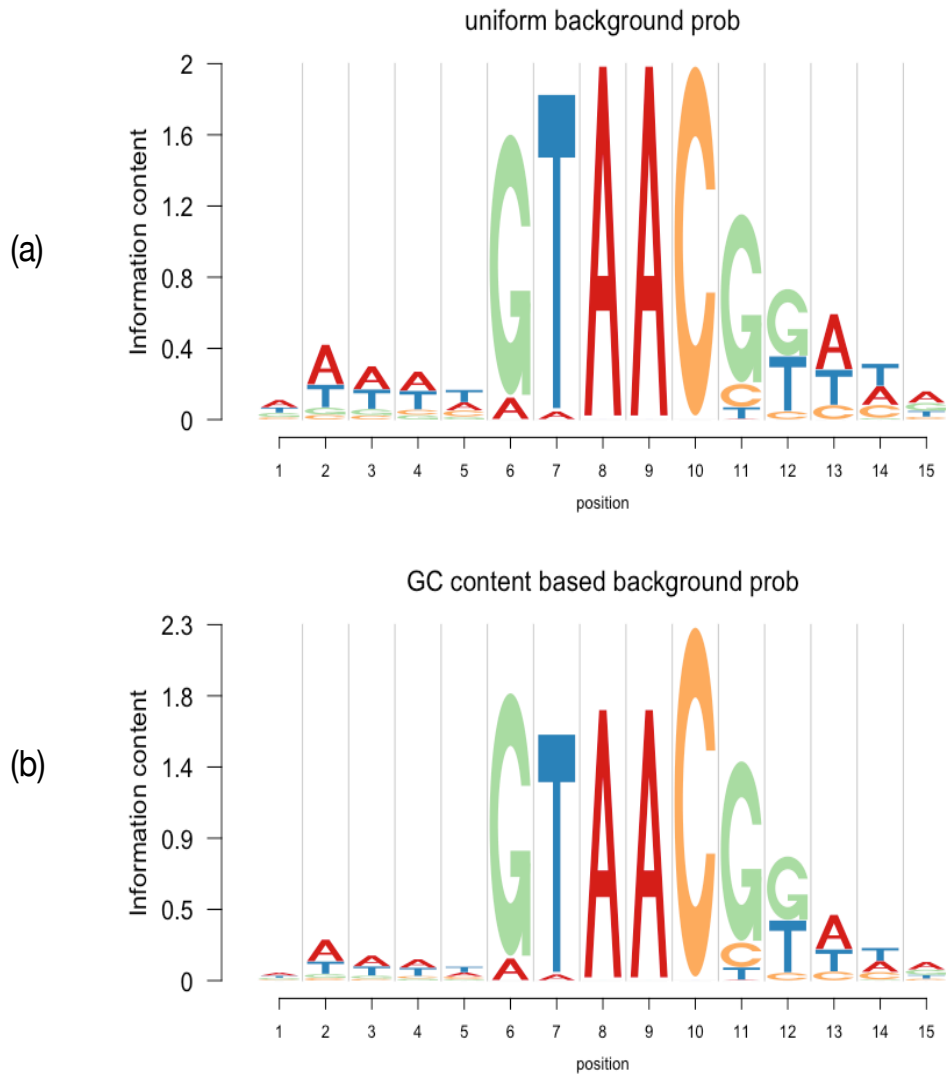 uniform background prob
(a)
Information content
2
1.6
1.2
0.8
0.4
0
A T G C
A T G C
A T G C
A T C G
T A C G
G A
T A
A
A
C
G C T A
G T C
A T C
T A C G
A G T C
1 2 3 4 5 6 7 8 9 10 11 12 13 14 15
position
GC content based background prob
(b)
Information content
2.3
1.8
1.4
0.9
0.5
0
A T G
A T G C
A T G C
A T C G
T A C
G A
T A
A
A
C
G C T
G T C
A T C
T A C
A G T
1 2 3 4 5 6 7 8 9 10 11 12 13 14 15
position